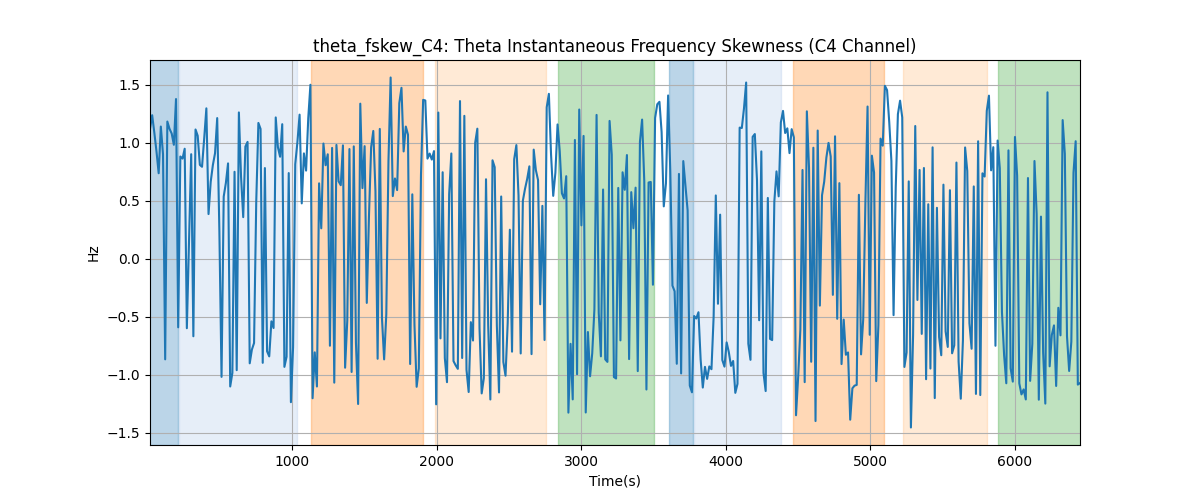 theta_fskew_C4: Theta Instantaneous Frequency Skewness (C4 Channel)
1.5
1.0
0.5
0.0
−0.5
−1.0
−1.5
Hz
1000 2000 3000 4000 5000 6000
Time(s)